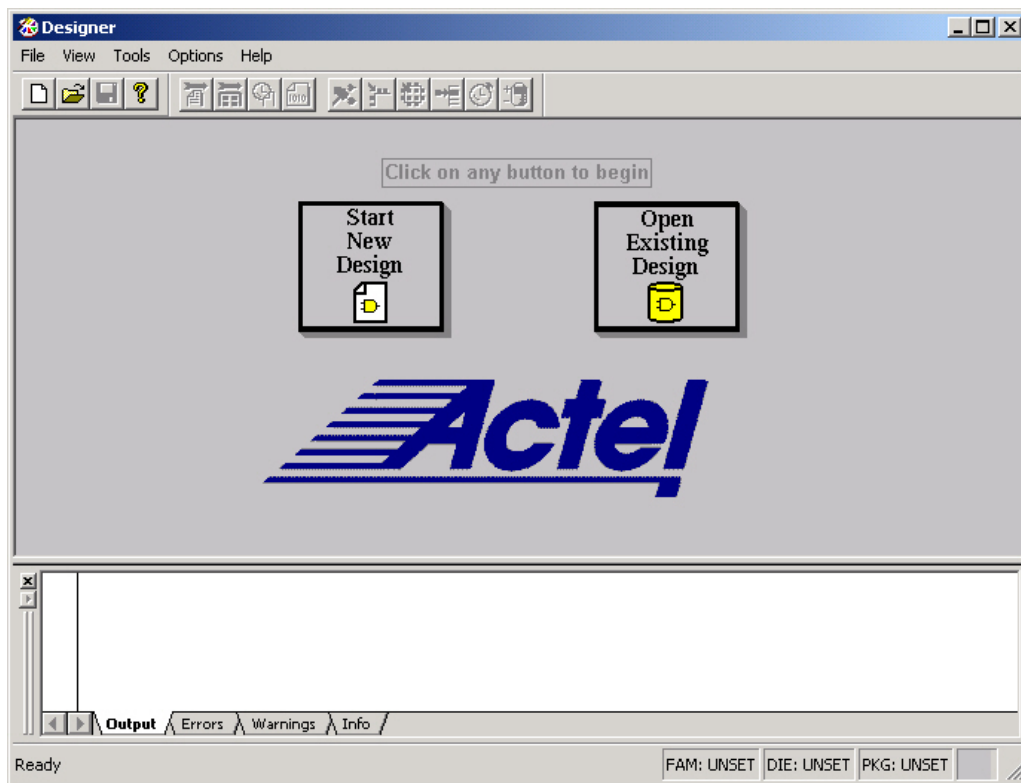 Designer
File View Tools Options Help
Click on any button to begin
Start
New
Design
Open
Existing
Design
Actel
Output Errors Warnings Info
Ready FAM: UNSET DIE: UNSET PKG: UNSET